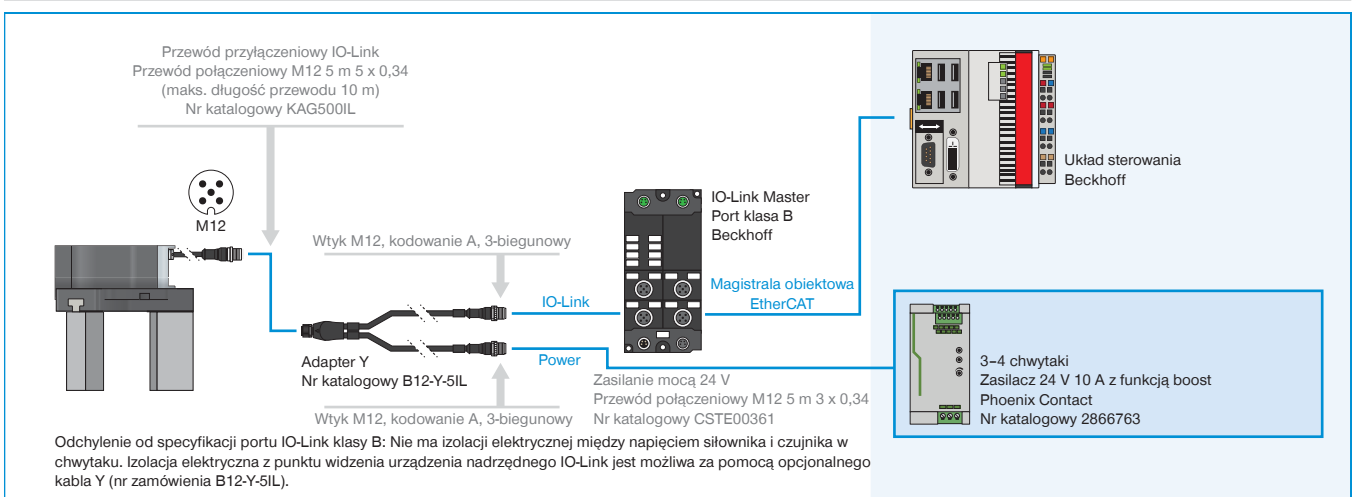 Przewód przyłączeniowy IO-Link
Przewód połączeniowy M12 5 m 5 x 0,34
(maks. długość przewodu 10 m)
Nr katalogowy KAG500IL
M12
Wtyk M12, kodowanie A, 3-biegunowy
IO-Link
Power
Adapter Y
Nr katalogowy B12-Y-5IL
Wtyk M12, kodowanie A, 3-biegunowy
IO-Link Master
Port klasa B
Beckhoff
Magistrala obiektowa
EtherCAT
Zasilanie mocą 24 V
Przewód połączeniowy M12 5 m 3 x 0,34
Nr katalogowy CSTE00361
Układ sterowania
Beckhoff
3–4 chwytaki
Zasilacz 24 V 10 A z funkcją boost
Phoenix Contact
Nr katalogowy 2866763
Odchylenie od specyfikacji portu IO-Link klasy B: Nie ma izolacji elektrycznej między napięciem siłownika i czujnika w
chwytaku. Izolacja elektryczna z punktu widzenia urządzenia nadrzędnego IO-Link jest możliwa za pomocą opcjonalnego
kabla Y (nr zamówienia B12-Y-5IL).